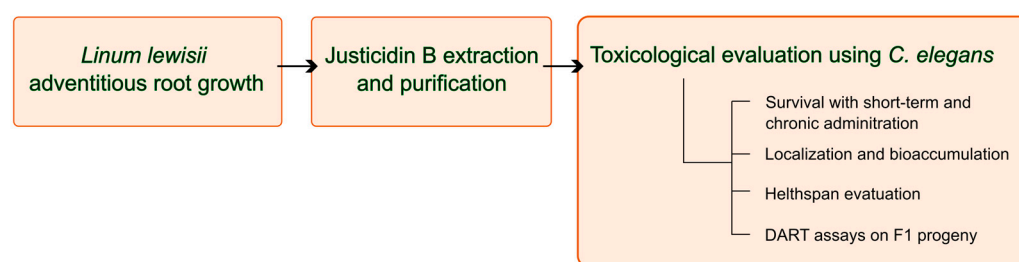 Linum lewisii
adventitious root growth
Justicidin B extraction
and purification
Toxicological evaluation using C. elegans
Survival with short-term and
chronic adminitration
Localization and bioaccumulation
Helthspan evatuation
DART assays on F1 progeny